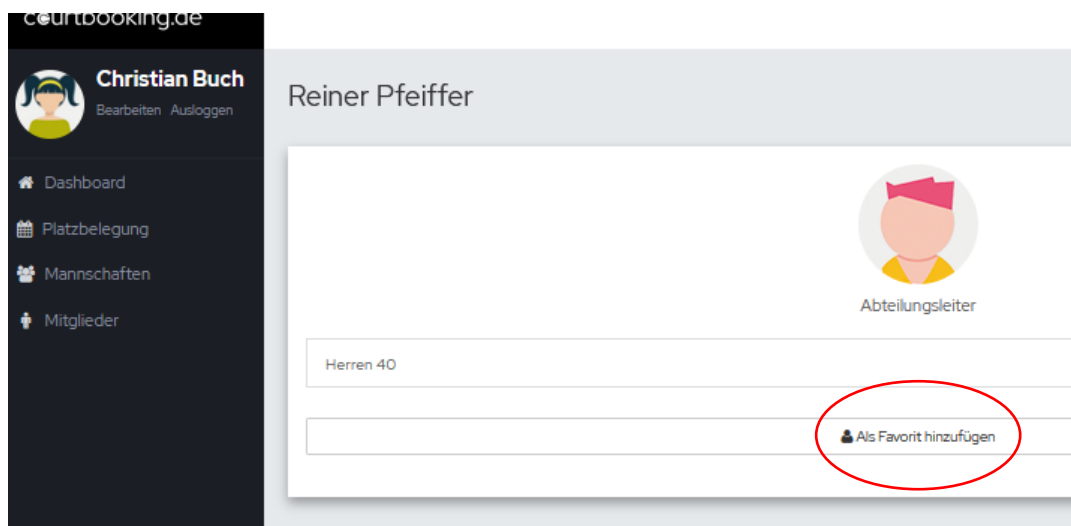 courtbooking.de
Christian Buch
Bearbeiten Ausloggen
Dashboard
Platzbelegung
Mannschaften
Mitglieder
Reiner Pfeiffer
Abteilungsleiter
Herren 40
Als Favorit hinzufügen